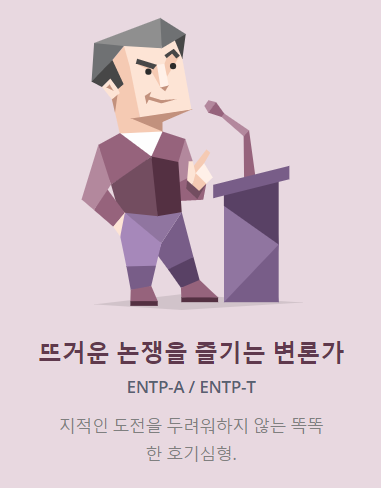 뜨거운 논쟁을 즐기는 변론가
ENTP-A / ENTP-T
지적인 도전을 두려워하지 않는 똑똑
한 호기심형.